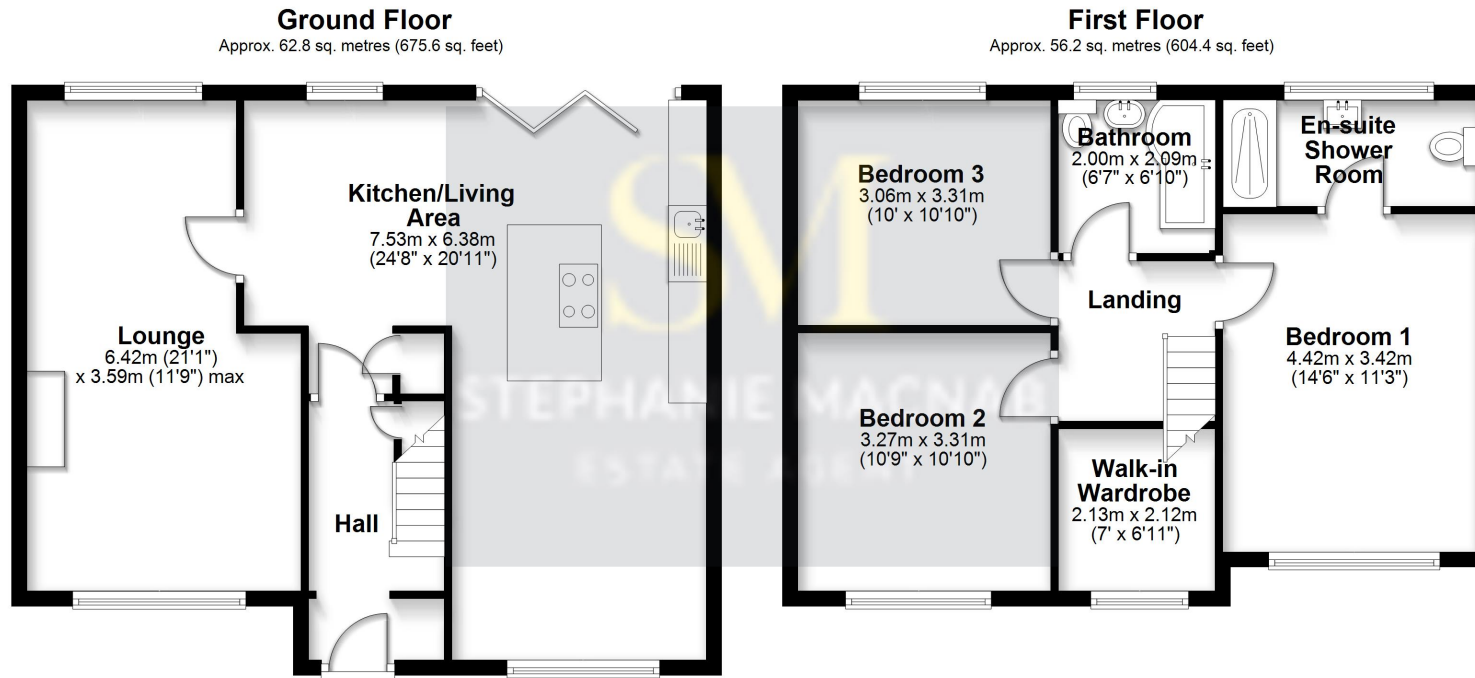 Ground Floor
Approx. 62.8 sq. metres (675.6 sq. feet)
Kitchen/Living
Area
7.53m x 6.38m
(24'8" x 20'11")
Lounge
6.42m (21'1")
x 3.59m (11'9") max
Hall
First Floor
Approx. 56.2 sq. metres (604.4 sq. feet)
Bedroom 3
3.06m x 3.31m
(10' x 10'10")
Bathroom
2.00m x 2.09m
(6'7" x 6'10")
En-suite
Shower
Room
Landing
Bedroom 1
4.42m x 3.42m
(14'6" x 11'3")
Bedroom 2
3.27m x 3.31m
(10'9" x 10'10")
Walk-in
Wardrobe
2.13m x 2.12m
(7' x 6'11")
SM
STEPHANIE MACNAB
ESTATE AGENT